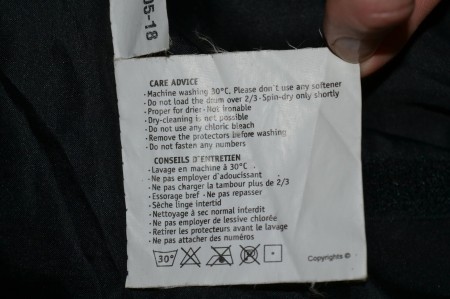 05-18
CARE ADVICE
·Machine washing 30°C. Please don't use any softener
·Do not load the drum over 2/3·Spin-dry only shortly
·Proper for drier·Not ironable
·Dry-cleaning is not possible
·Do not use any chloric bleach
·Remove the protectors before washing
·Do not fasten any numbers
CONSEILS D'ENTRETIEN
·Lavage en machine à 30°C
·Ne pas employer d'adoucissant
·Ne pas charger la tambour plus de 2/3
·Essorage bref ·Ne pas repasser
·Sèche linge interdit
·Nettoyage à sec normal interdit
·Ne pas employer de lessive chlorée
·Retirer les protecteurs avant le lavage
·Ne pas attacher des numéros
30°
Copyrights ©